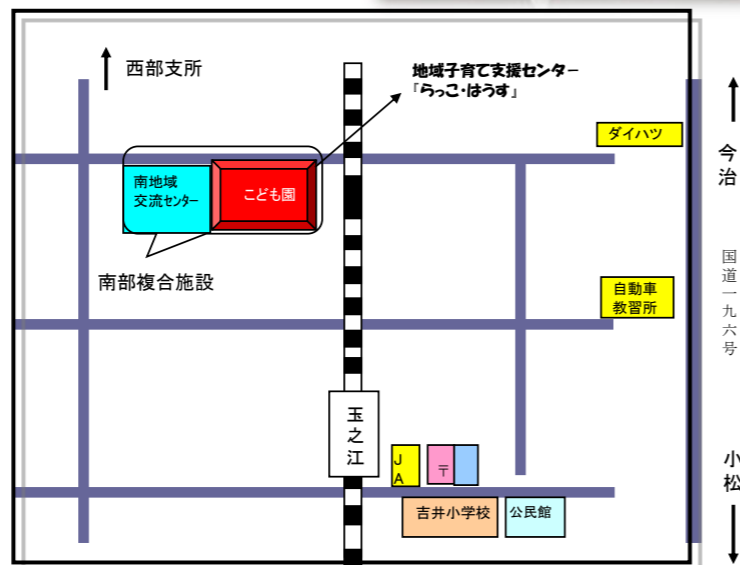 西部支所
地域子育て支援センター
「らっこ・はうす」
ダイハツ
今治
南地域
交流センター
こども園
南部複合施設
国道一九六号
自動車
教習所
玉之江
JA
〒
小松
吉井小学校
公民館